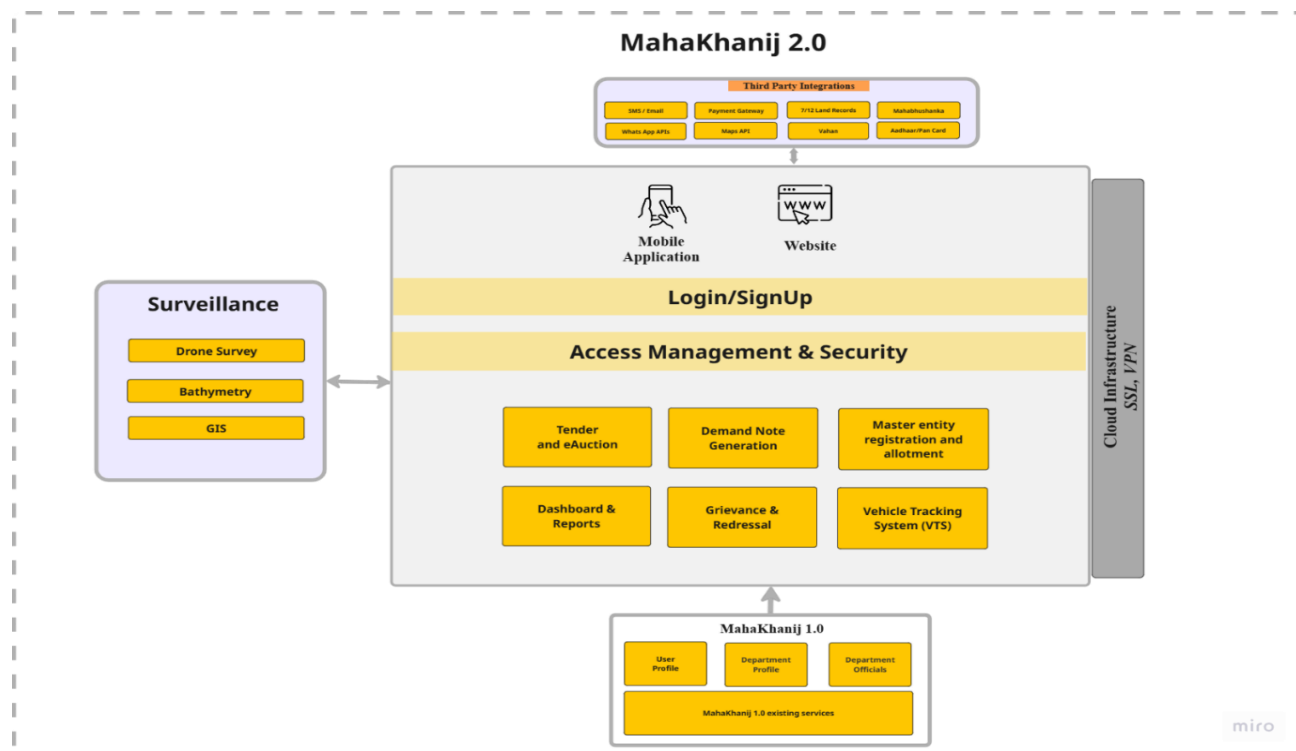 MahaKhanij 2.0
Third Party Integrations
SMS / Email
Payment Gateway
7/12 Land Records
Mahabhushanka
Whats App APIs
Maps API
Vahan
Aadhaar/Pan Card
WWW
Mobile
Application
Website
Login/SignUp
Access Management & Security
Surveillance
Drone Survey
Bathymetry
GIS
Tender
and eAuction
Demand Note
Generation
Master entity
registration and
allotment
Dashboard &
Reports
Grievance &
Redressal
Vehicle Tracking
System (VTS)
Cloud Infrastructure
SSL, VPN
MahaKhanij 1.0
User
Profile
Department
Profile
Department
Officials
MahaKhanij 1.0 existing services
miro